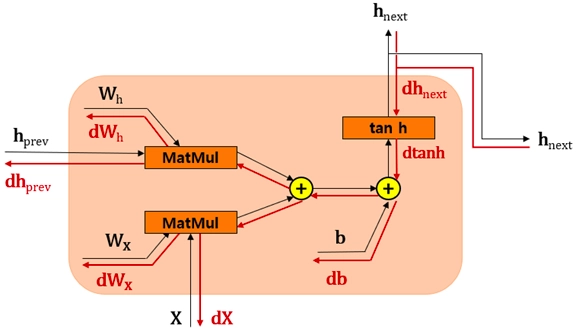 h_next
W_h
dh_next
dW_h
h_prev
tan h
h_next
MatMul
dtanh
dh_prev
+
+
MatMul
W_X
b
dW_X
db
X
dX